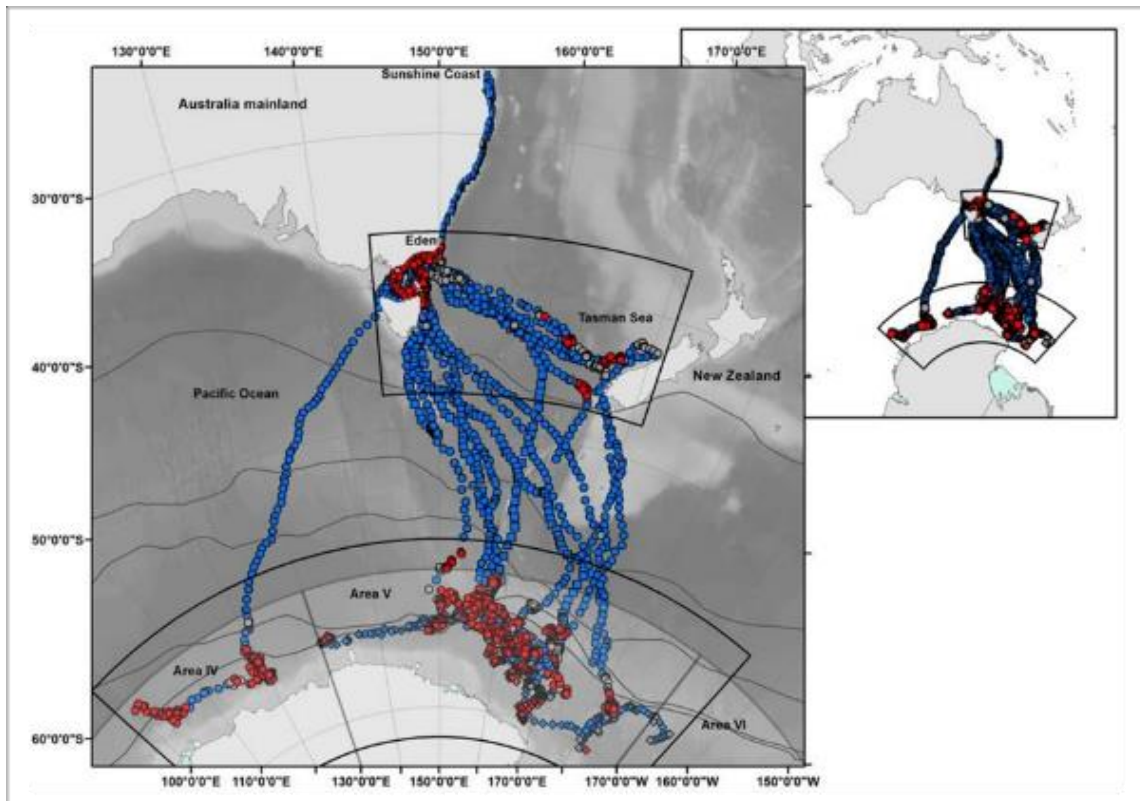 130°0'0"E 140°0'0"E 150°0'0"E 160°0'0"E 170°0'0"E
Sunshine Coast
Australia mainland
30°0'0"S
Eden
Tasman Sea
40°0'0"S
New Zealand
Pacific Ocean
50°0'0"S
Area V
Area IV
Area VI
60°0'0"S
100°0'0"E 110°0'0"E 130°0'0"E 150°0'0"E 170°0'0"E 170°0'0"W 160°0'0"W 150°0'0"W